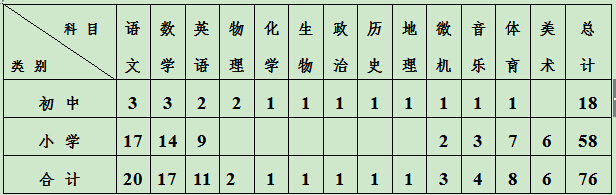 科目 类别 语文 数学 英语 物理 化学 生物 政治 历史 地理 微机 音乐 体育 美术 总计
初中 3 3 2 2 1 1 1 1 1 1 1 1 18
小学 17 14 9 2 3 7 6 58
合计 20 17 11 2 1 1 1 1 1 3 4 8 6 76